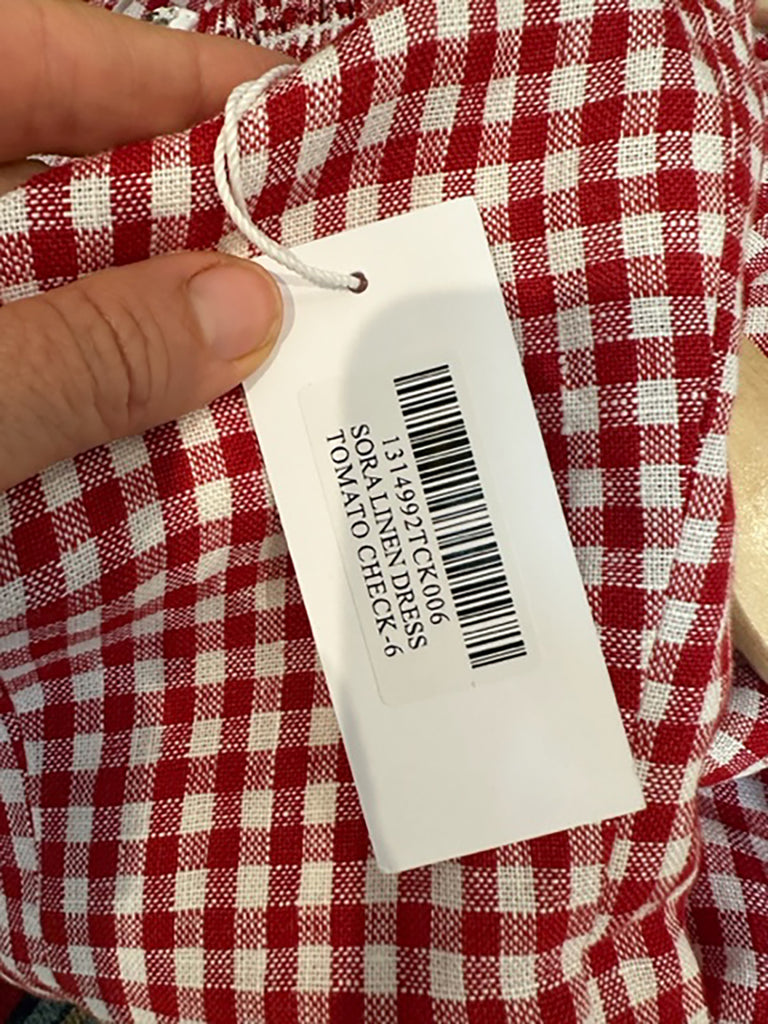 1314992TCK006
SORA LINEN DRESS
TOMATO CHECK-6